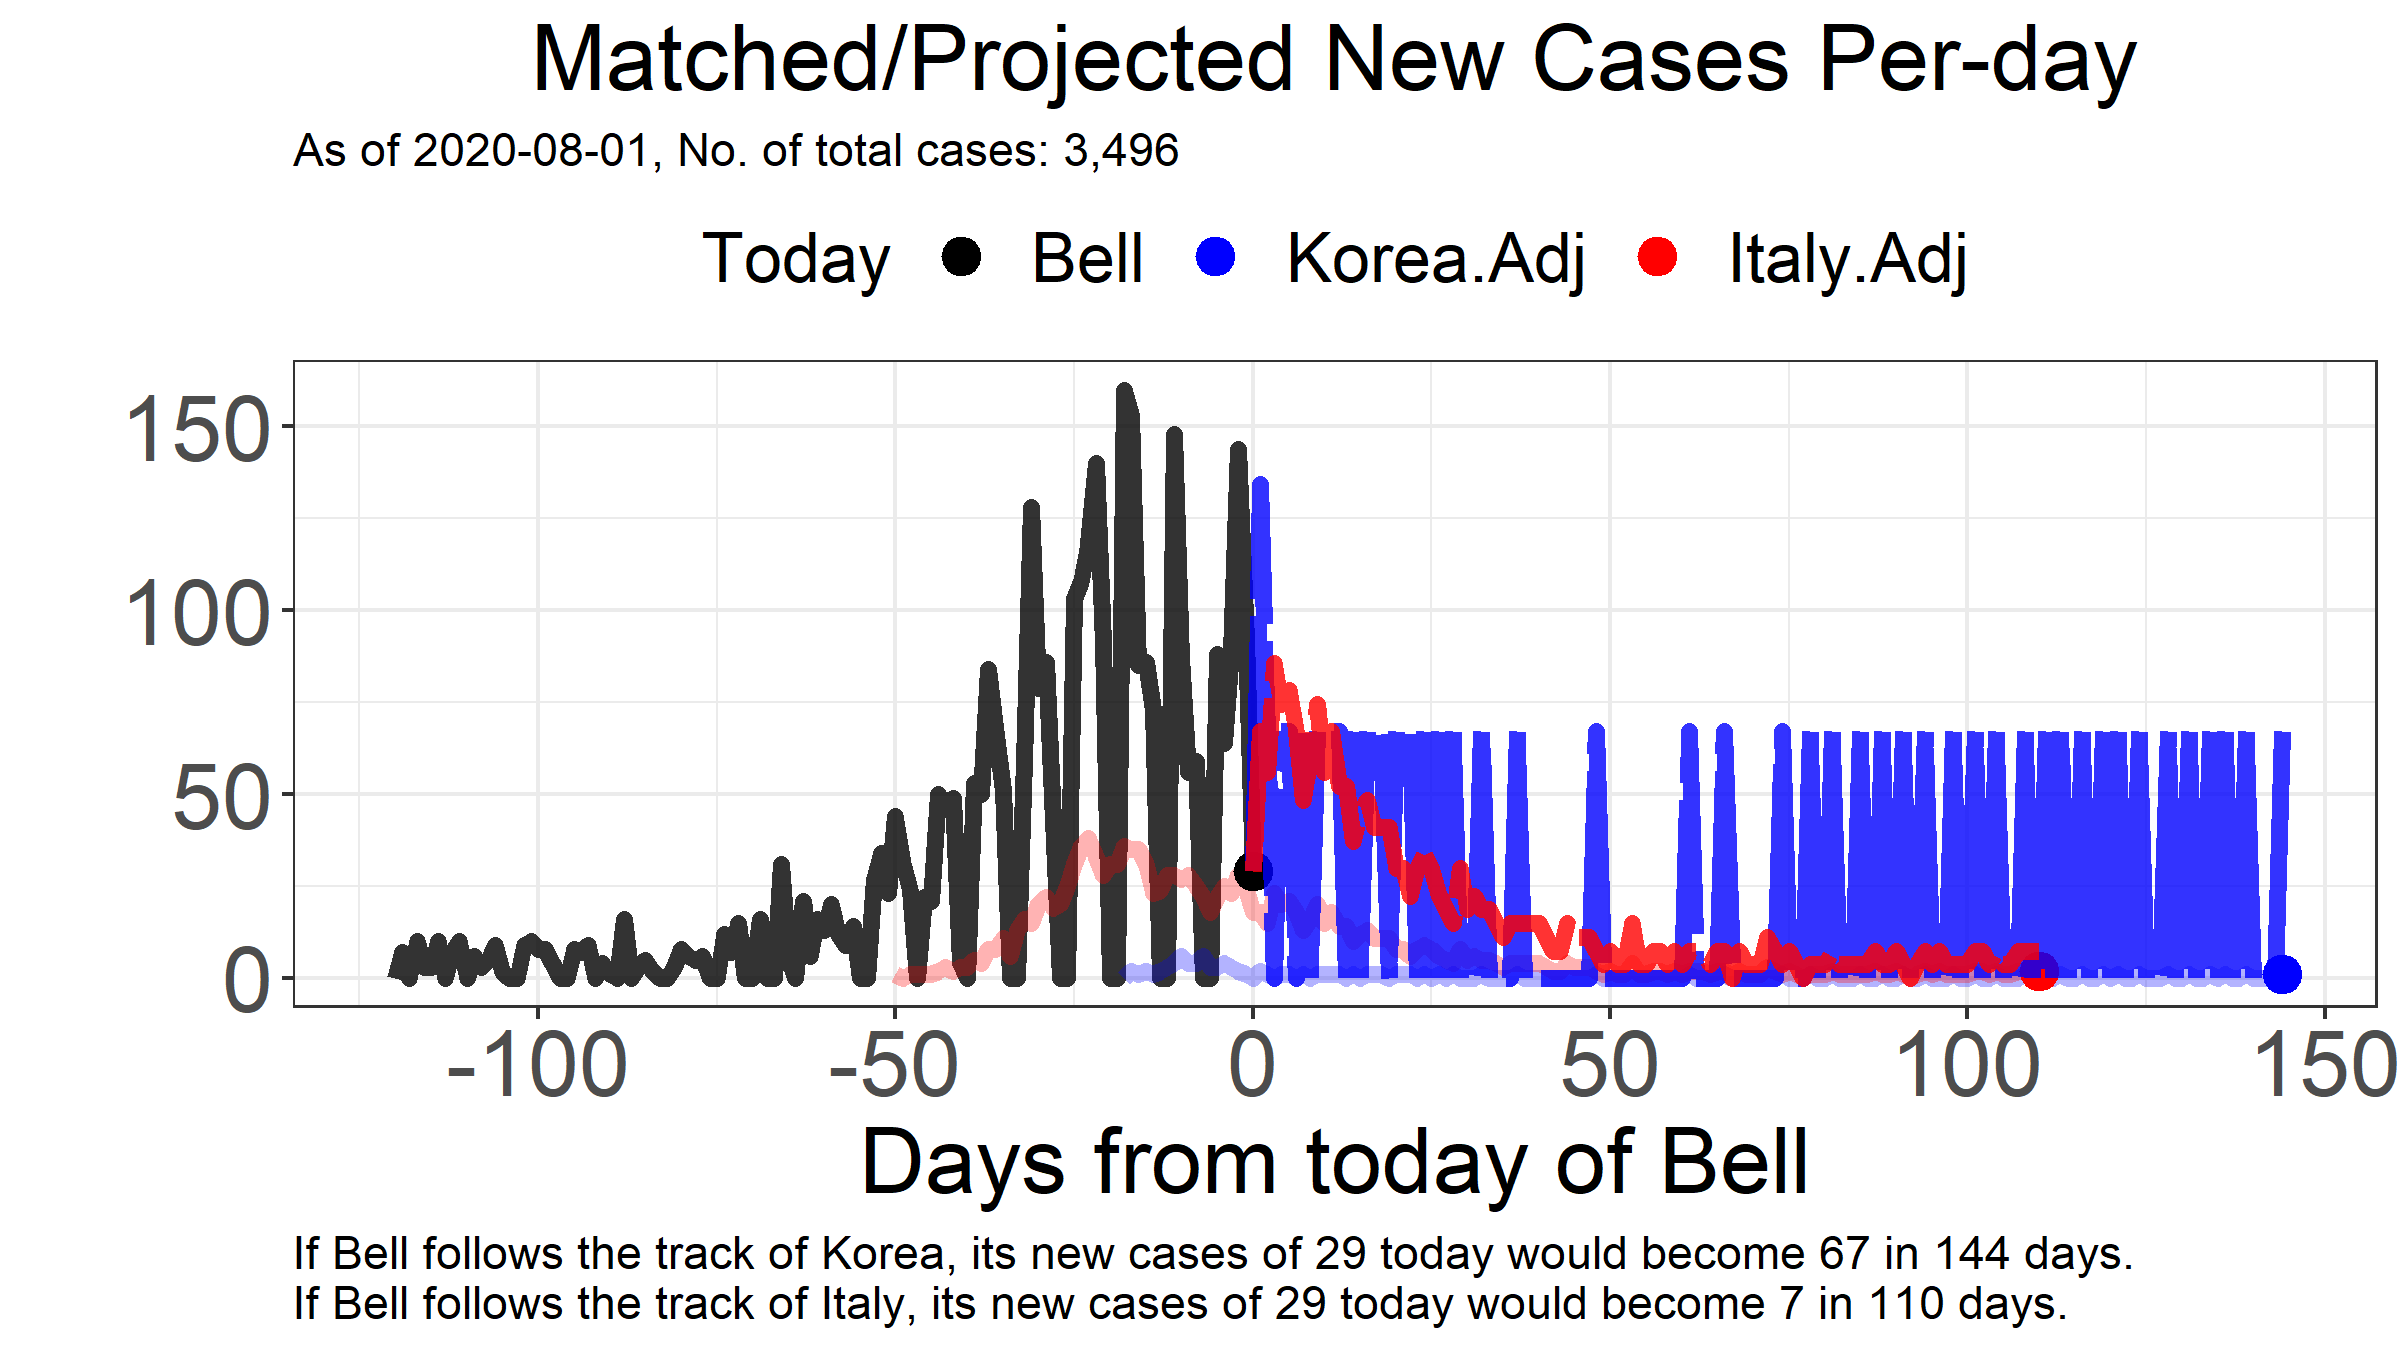 Matched/Projected New Cases Per-day
As of 2020-08-01, No. of total cases: 3,496
Today Bell Korea.Adj Italy.Adj
150
100
50
0
-100 -50 0 50 100 150
Days from today of Bell
If Bell follows the track of Korea, its new cases of 29 today would become 67 in 144 days.
If Bell follows the track of Italy, its new cases of 29 today would become 7 in 110 days.